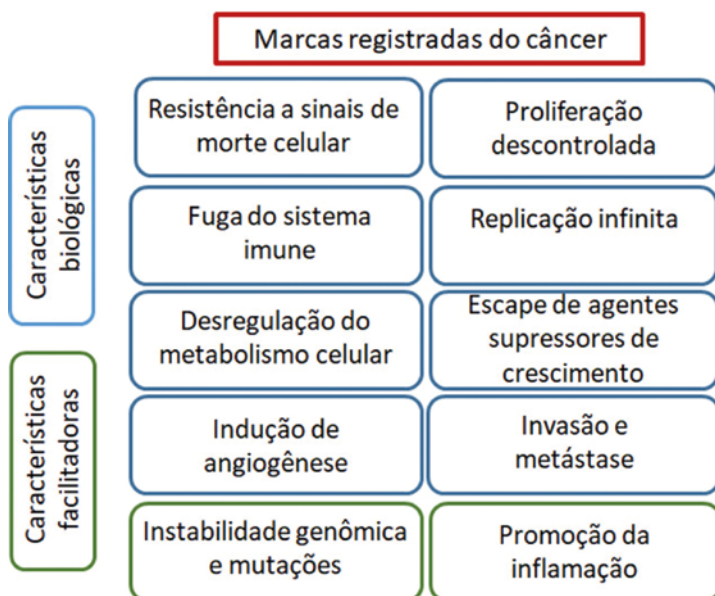 Marcas registradas do câncer
Características
biológicas
Resistência a sinais de
morte celular
Proliferação
descontrolada
Fuga do sistema
imune
Replicação infinita
Desregulação do
metabolismo celular
Escape de agentes
supressores de
crescimento
Características
facilitadoras
Indução de
angiogênese
Invasão e
metástase
Instabilidade genômica
e mutações
Promoção da
inflamação